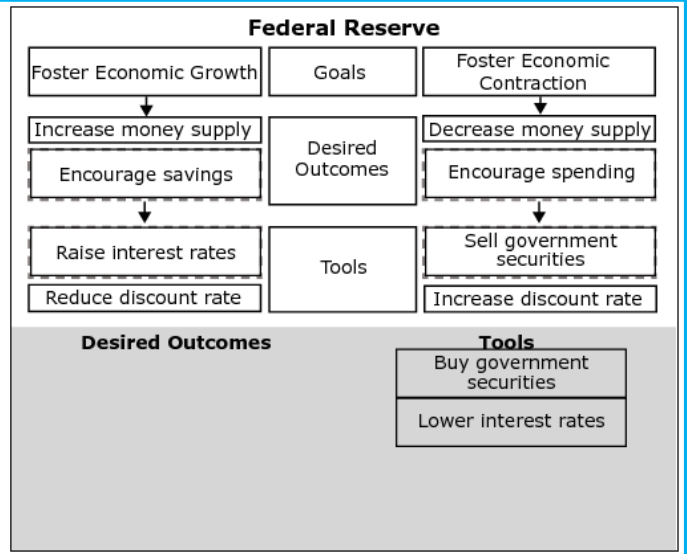 Federal Reserve
Foster Economic Growth
Goals
Foster Economic
Contraction
Increase money supply
Desired
Outcomes
Decrease money supply
Encourage savings
Encourage spending
Raise interest rates
Tools
Sell government
securities
Reduce discount rate
Increase discount rate
Desired Outcomes
Tools
Buy government
securities
Lower interest rates